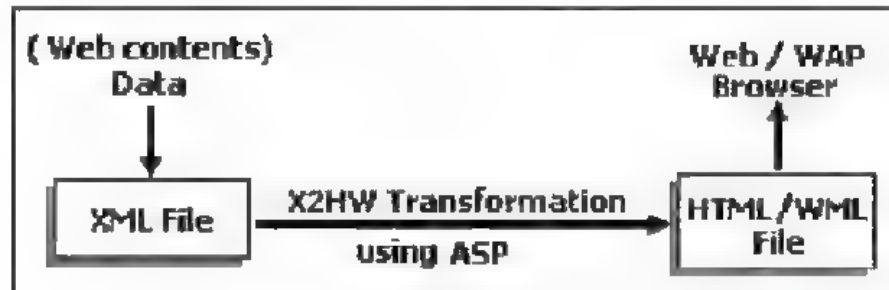 ( Web contents)
Data
Web / WAP
Browser
XML File
X2HW Transformation
using ASP
HTML/WML
File